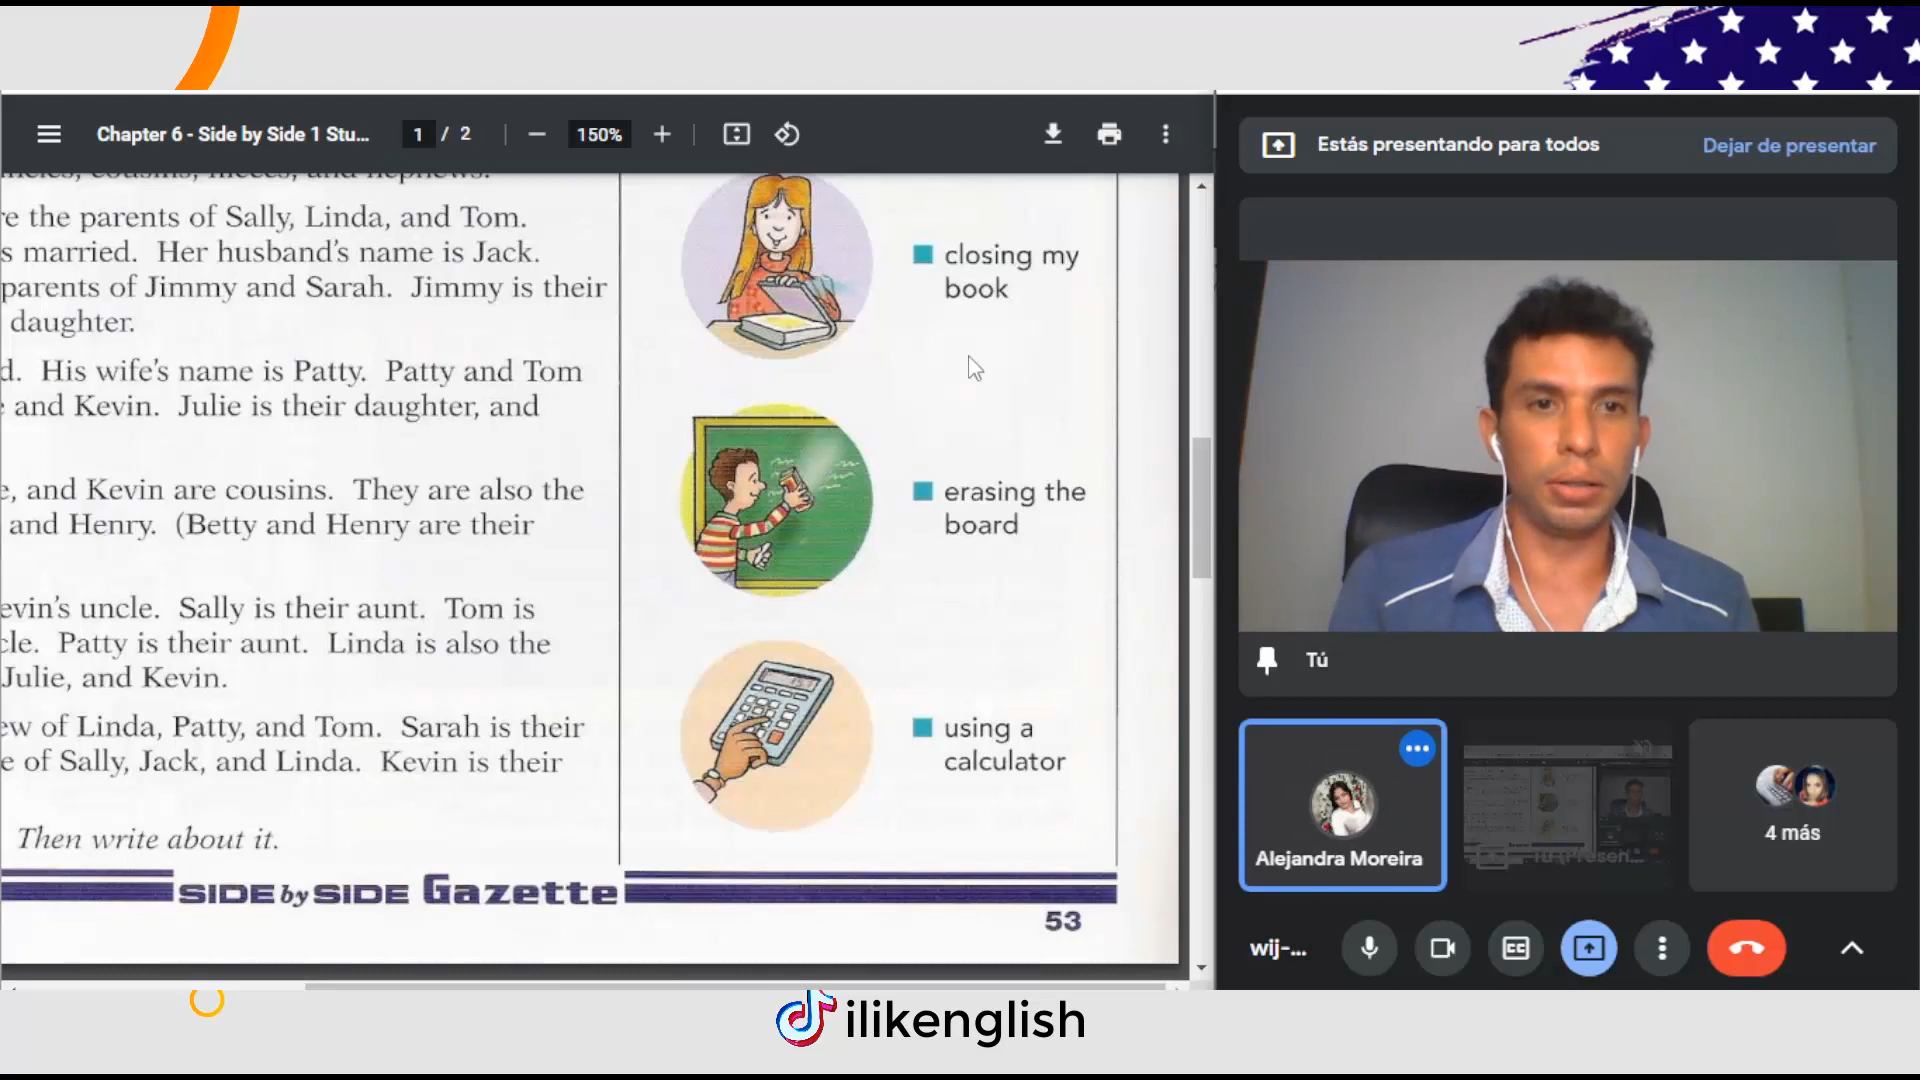 Chapter 6 - Side by Side 1 Stu...
1 / 2
150%
re the parents of Sally, Linda, and Tom.
s married. Her husband's name is Jack.
parents of Jimmy and Sarah. Jimmy is their
daughter.
d. His wife's name is Patty. Patty and Tom
e and Kevin. Julie is their daughter, and
e, and Kevin are cousins. They are also the
and Henry. (Betty and Henry are their
evin's uncle. Sally is their aunt. Tom is
cle. Patty is their aunt. Linda is also the
Julie, and Kevin.
ew of Linda, Patty, and Tom. Sarah is their
e of Sally, Jack, and Linda. Kevin is their
Then write about it.
closing my
book
erasing the
board
using a
calculator
SIDE by SIDE Gazette
53
Estás presentando para todos
Dejar de presentar
Tú
Alejandra Moreira
4 más
wij-...
CC
ilikenglish